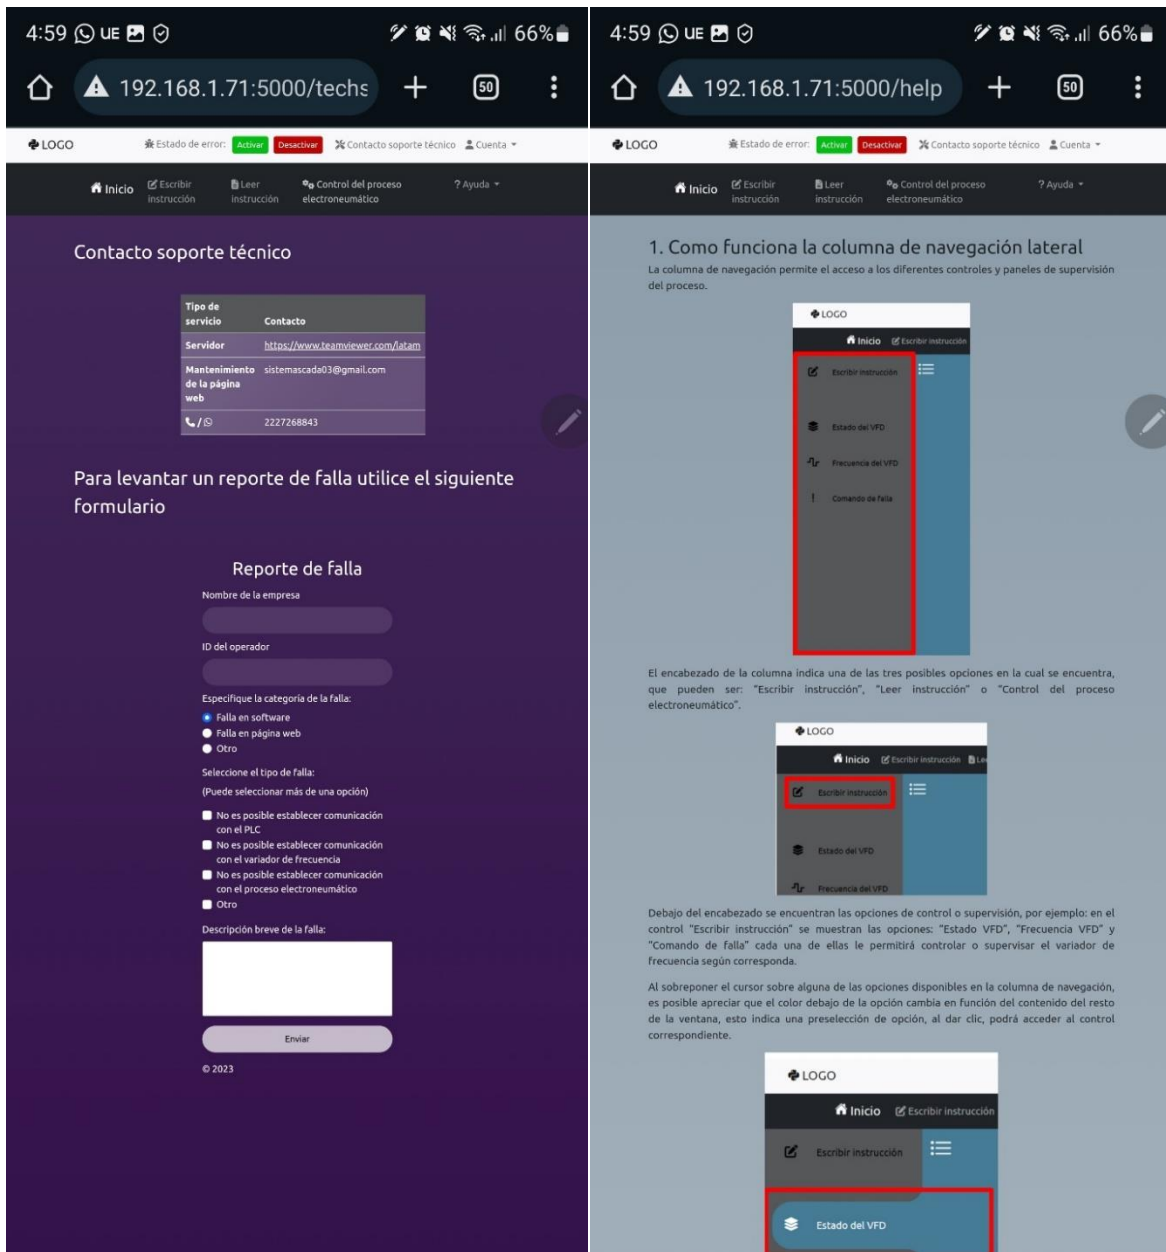 4:59 UE 66%
192.168.1.71:5000/techs + 50
LOGO Estado de error: Activar Desactivar Contacto soporte técnico Cuenta
Inicio Escribir instrucción Leer instrucción Control del proceso electroneumático ? Ayuda
Contacto soporte técnico
Tipo de servicio Contacto
Servidor https://www.teamviewer.com/latam
Mantenimiento de la página web sistemascada03@gmail.com
/ 2227268843
Para levantar un reporte de falla utilice el siguiente
formulario
Reporte de falla
Nombre de la empresa
ID del operador
Especifique la categoría de la falla:
Falla en software
Falla en página web
Otro
Seleccione el tipo de falla:
(Puede seleccionar más de una opción)
No es posible establecer comunicación
con el PLC
No es posible establecer comunicación
con el variador de frecuencia
No es posible establecer comunicación
con el proceso electroneumático
Otro
Descripción breve de la falla:
Enviar
© 2023
4:59 UE 66%
192.168.1.71:5000/help + 50
LOGO Estado de error: Activar Desactivar Contacto soporte técnico Cuenta
Inicio Escribir instrucción Leer instrucción Control del proceso electroneumático ? Ayuda
1. Como funciona la columna de navegación lateral
La columna de navegación permite el acceso a los diferentes controles y paneles de supervisión
del proceso.
LOGO
Inicio Escribir instrucción
Escribir instrucción
Estado del VFD
Frecuencia del VFD
! Comando de falla
El encabezado de la columna indica una de las tres posibles opciones en la cual se encuentra,
que pueden ser: "Escribir instrucción", "Leer instrucción" o "Control del proceso
electroneumático".
LOGO
Inicio Escribir instrucción Le
Escribir instrucción
Estado del VFD
Frecuencia del VFD
Debajo del encabezado se encuentran las opciones de control o supervisión, por ejemplo: en el
control "Escribir instrucción" se muestran las opciones: "Estado VFD", "Frecuencia VFD" y
"Comando de falla" cada una de ellas le permitirá controlar o supervisar el variador de
frecuencia según corresponda.
Al sobreponer el cursor sobre alguna de las opciones disponibles en la columna de navegación,
es posible apreciar que el color debajo de la opción cambia en función del contenido del resto
de la ventana, esto indica una preselección de opción, al dar clic, podrá acceder al control
correspondiente.
LOGO
Inicio Escribir instrucción
Escribir instrucción
Estado del VFD